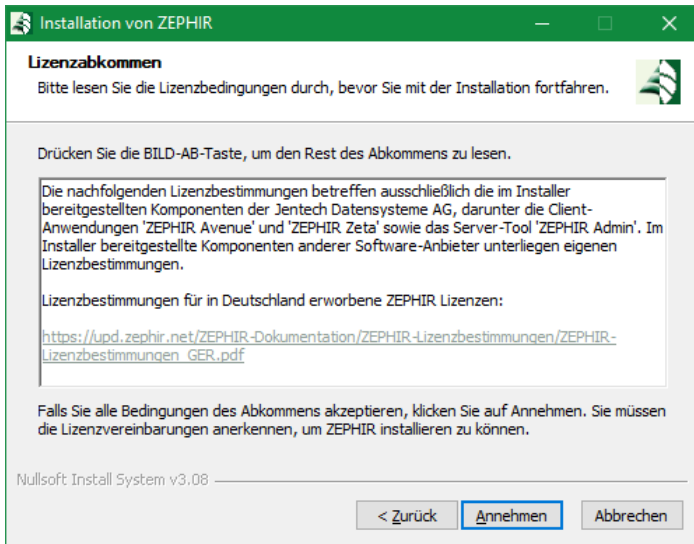 Installation von ZEPHIR
Lizenzabkommen
Bitte lesen Sie die Lizenzbedingungen durch, bevor Sie mit der Installation fortfahren.
Drücken Sie die BILD-AB-Taste, um den Rest des Abkommens zu lesen.
Die nachfolgenden Lizenzbestimmungen betreffen ausschließlich die im Installer
bereitgestellten Komponenten der Jentech Datensysteme AG, darunter die Client-
Anwendungen 'ZEPHIR Avenue' und 'ZEPHIR Zeta' sowie das Server-Tool 'ZEPHIR Admin'. Im
Installer bereitgestellte Komponenten anderer Software-Anbieter unterliegen eigenen
Lizenzbestimmungen.
Lizenzbestimmungen für in Deutschland erworbene ZEPHIR Lizenzen:
https://upd.zephir.net/ZEPHIR-Dokumentation/ZEPHIR-Lizenzbestimmungen/ZEPHIR-
Lizenzbestimmungen_GER.pdf
Falls Sie alle Bedingungen des Abkommens akzeptieren, klicken Sie auf Annehmen. Sie müssen
die Lizenzvereinbarungen anerkennen, um ZEPHIR installieren zu können.
Nullsoft Install System v3.08
< Zurück Annehmen Abbrechen